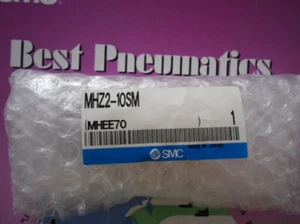 Best Pneumatics
MHZ2-10SM
(MHEE70 ) 1
SMC